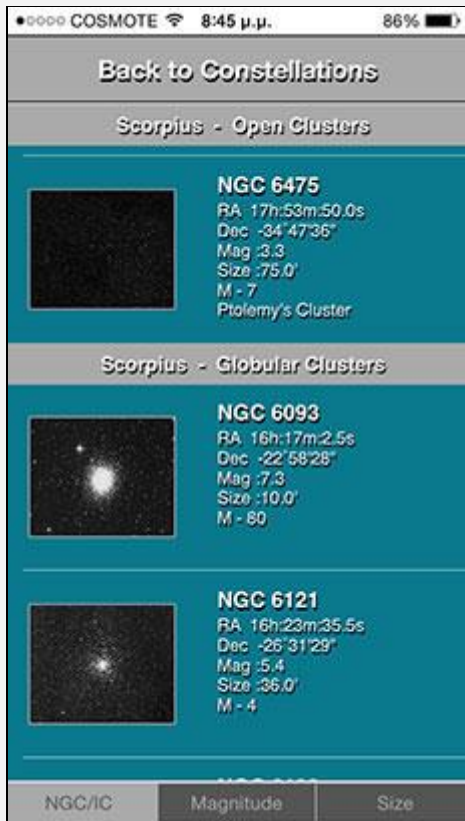 COSMOTE 8:45 μ.μ. 86%
Back to Constellations
Scorpius - Open Clusters
NGC 6475
RA 17h:53m:50.0s
Dec -34°47'36"
Mag :3.3
Size :75.0'
M - 7
Ptolemy's Cluster
Scorpius - Globular Clusters
NGC 6093
RA 16h:17m:2.5s
Dec -22°58'28"
Mag :7.3
Size :10.0'
M - 80
NGC 6121
RA 16h:23m:35.5s
Dec -26°31'29"
Mag :5.4
Size :36.0'
M - 4
NGC/IC Magnitude Size